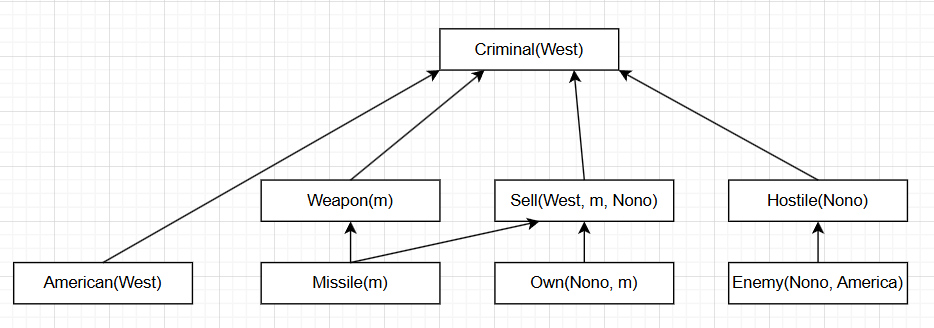 Criminal(West)
Weapon(m)
Sell(West, m, Nono)
Hostile(Nono)
American(West)
Missile(m)
Own(Nono, m)
Enemy(Nono, America)